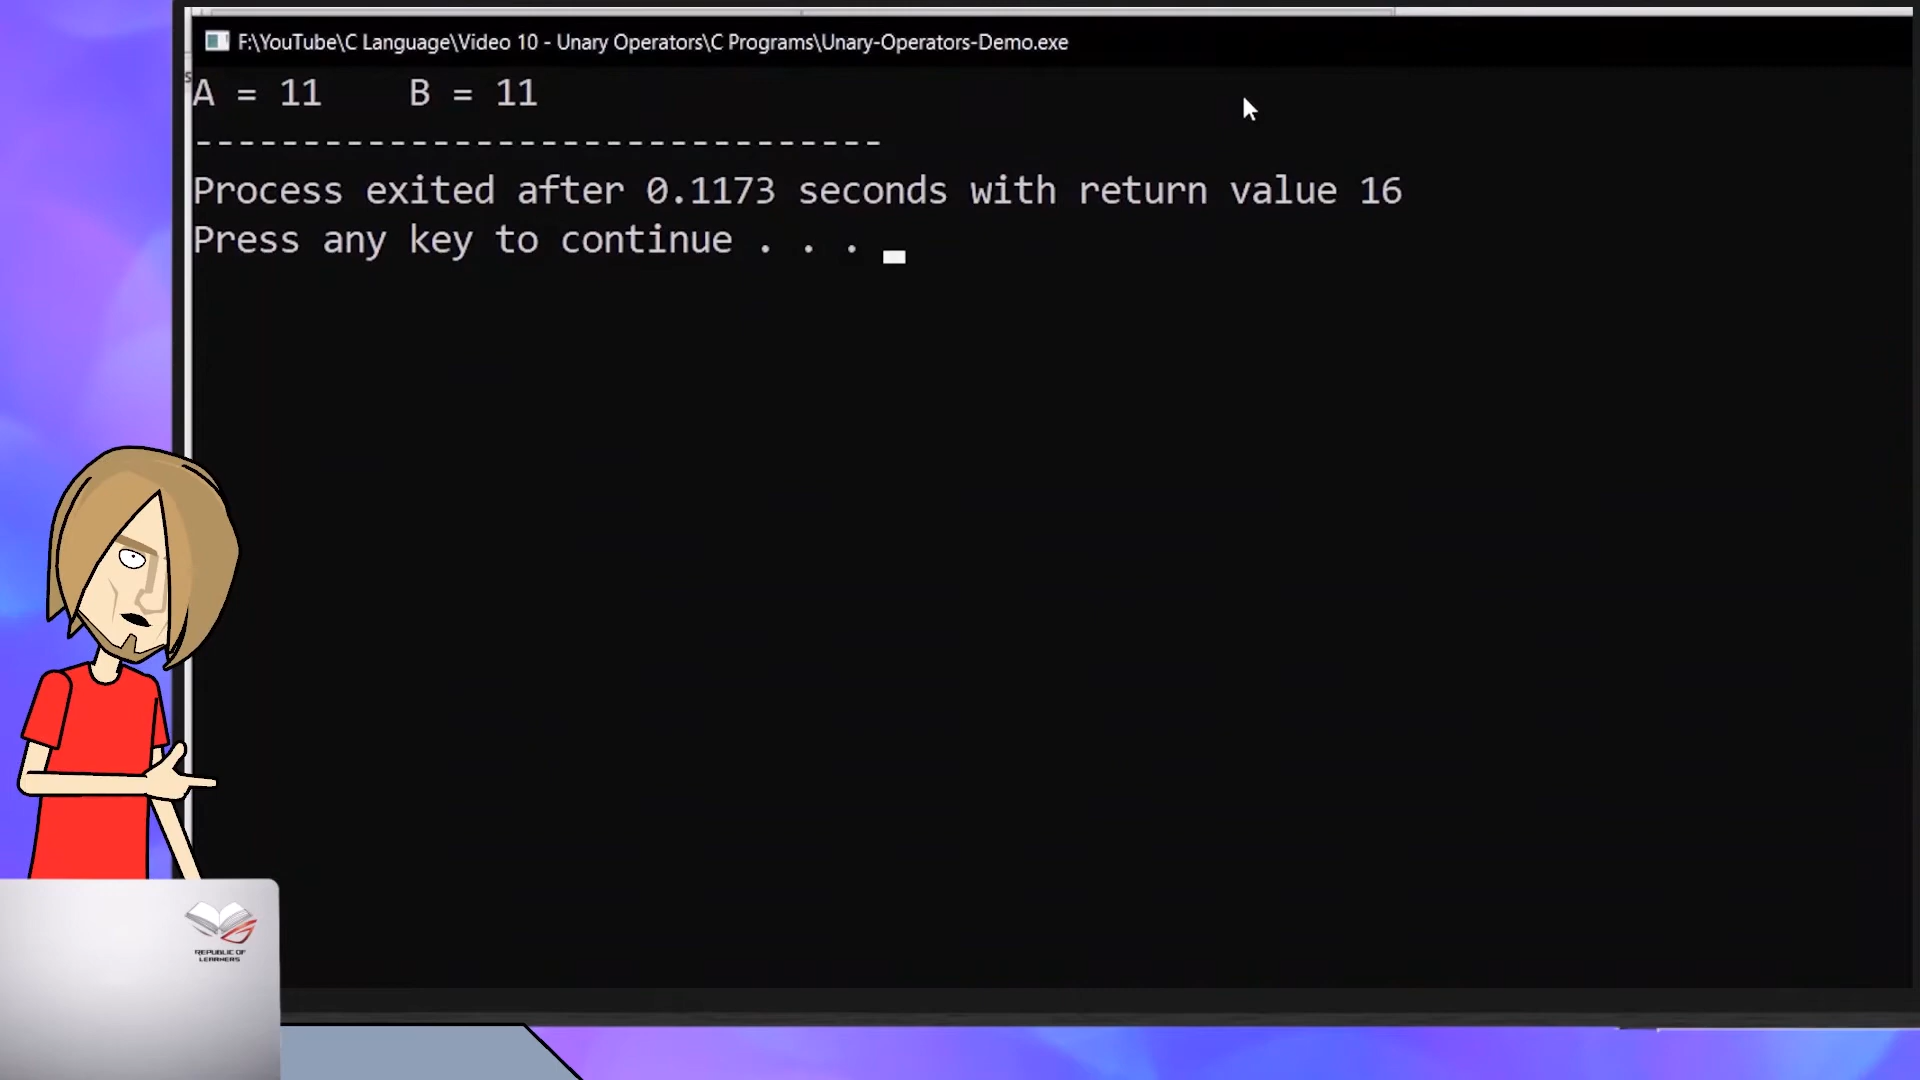 F:\YouTube\C Language\Video 10 - Unary Operators\C Programs\Unary-Operators-Demo.exe
A = 11    B = 11
--------------------------------
Process exited after 0.1173 seconds with return value 16
Press any key to continue . . .
REPUBLIC OF
LEARNERS